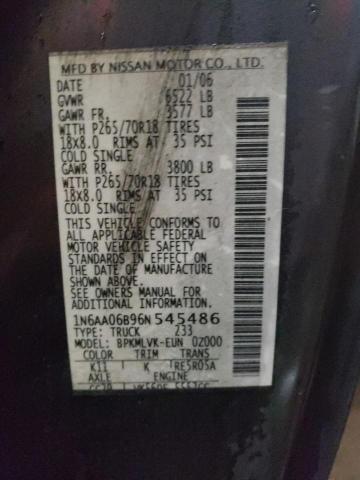 MFD BY NISSAN MOTOR CO., LTD.
DATE 01/06
GVWR 6522 LB
GAWR FR. 3577 LB
WITH P265/70R18 TIRES
18X8.0 RIMS AT 35 PSI
COLD SINGLE
GAWR RR. 3800 LB
WITH P265/70R18 TIRES
18X8.0 RIMS AT 35 PSI
COLD SINGLE
THIS VEHICLE CONFORMS TO
ALL APPLICABLE FEDERAL
MOTOR VEHICLE SAFETY
STANDARDS IN EFFECT ON
THE DATE OF MANUFACTURE
SHOWN ABOVE.
SEE OWNERS MANUAL FOR
ADDITIONAL INFORMATION.
1N6AA06B96N545486
TYPE: TRUCK 233
MODEL: BPKMLVK-EUN 0Z000
COLOR TRIM TRANS
K11 K RE5R05A
AXLE ENGINE